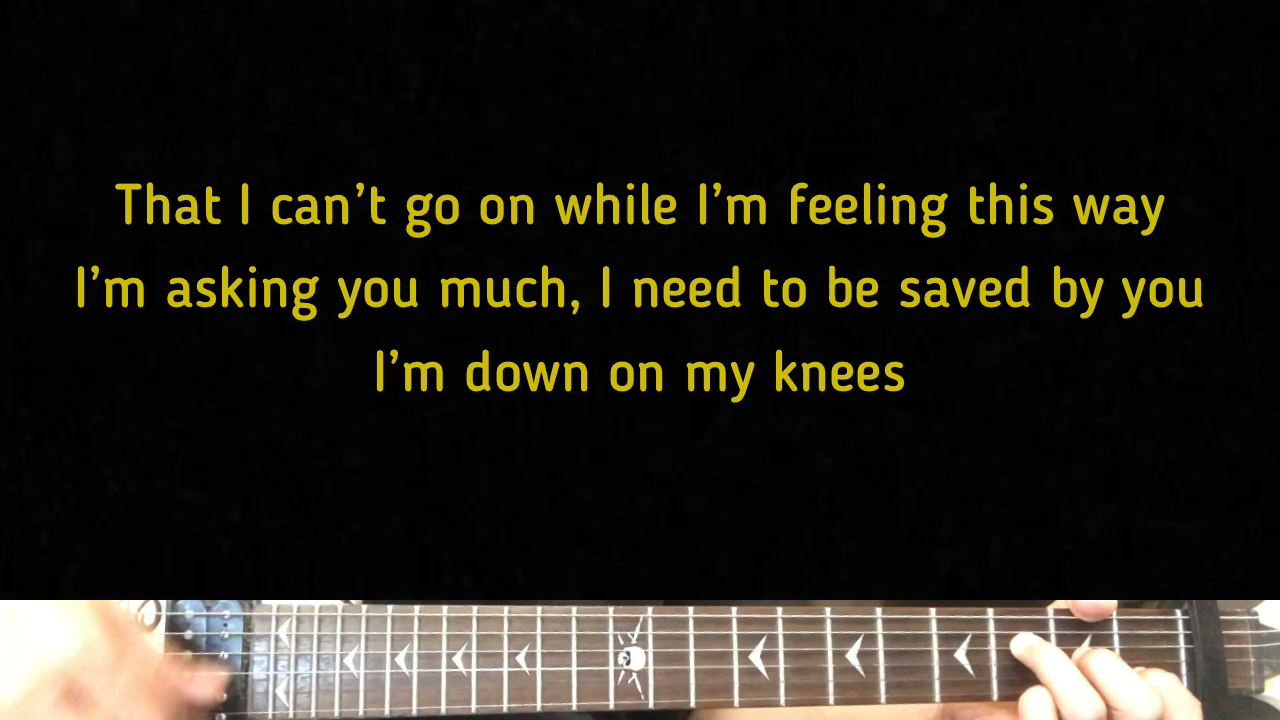 That I can't go on while I'm feeling this way
I'm asking you much, I need to be saved by you
I'm down on my knees